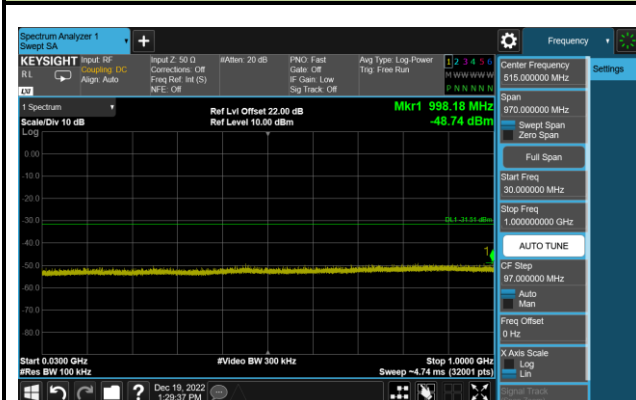 Spectrum Analyzer 1
Swept SA
+
Frequency
KEYSIGHT
RL
LXI
Input: RF
Coupling: DC
Align: Auto
Input Z: 50 Ω
Corrections: Off
Freq Ref: Int (S)
NFE: Off
#Atten: 20 dB
PNO: Fast
Gate: Off
IF Gain: Low
Sig Track: Off
Avg Type: Log-Power
Trig: Free Run
1 2 3 4 5 6
M W W W W W
P N N N N N
1 Spectrum
Scale/Div 10 dB
Log
Ref Lvl Offset 22.00 dB
Ref Level 10.00 dBm
Mkr1 998.18 MHz
-48.74 dBm
0.00
-10.0
-20.0
-30.0
-40.0
-50.0
-60.0
-70.0
-80.0
DL1 -31.51 dBm
1
Start 0.0300 GHz
#Res BW 100 kHz
#Video BW 300 kHz
Stop 1.0000 GHz
Sweep ~4.74 ms (32001 pts)
Center Frequency
515.000000 MHz
Settings
Span
970.000000 MHz
Swept Span
Zero Span
Full Span
Start Freq
30.000000 MHz
Stop Freq
1.000000000 GHz
AUTO TUNE
CF Step
97.000000 MHz
Auto
Man
Freq Offset
0 Hz
X Axis Scale
Log
Lin
Signal Track
?
Dec 19, 2022
1:29:37 PM